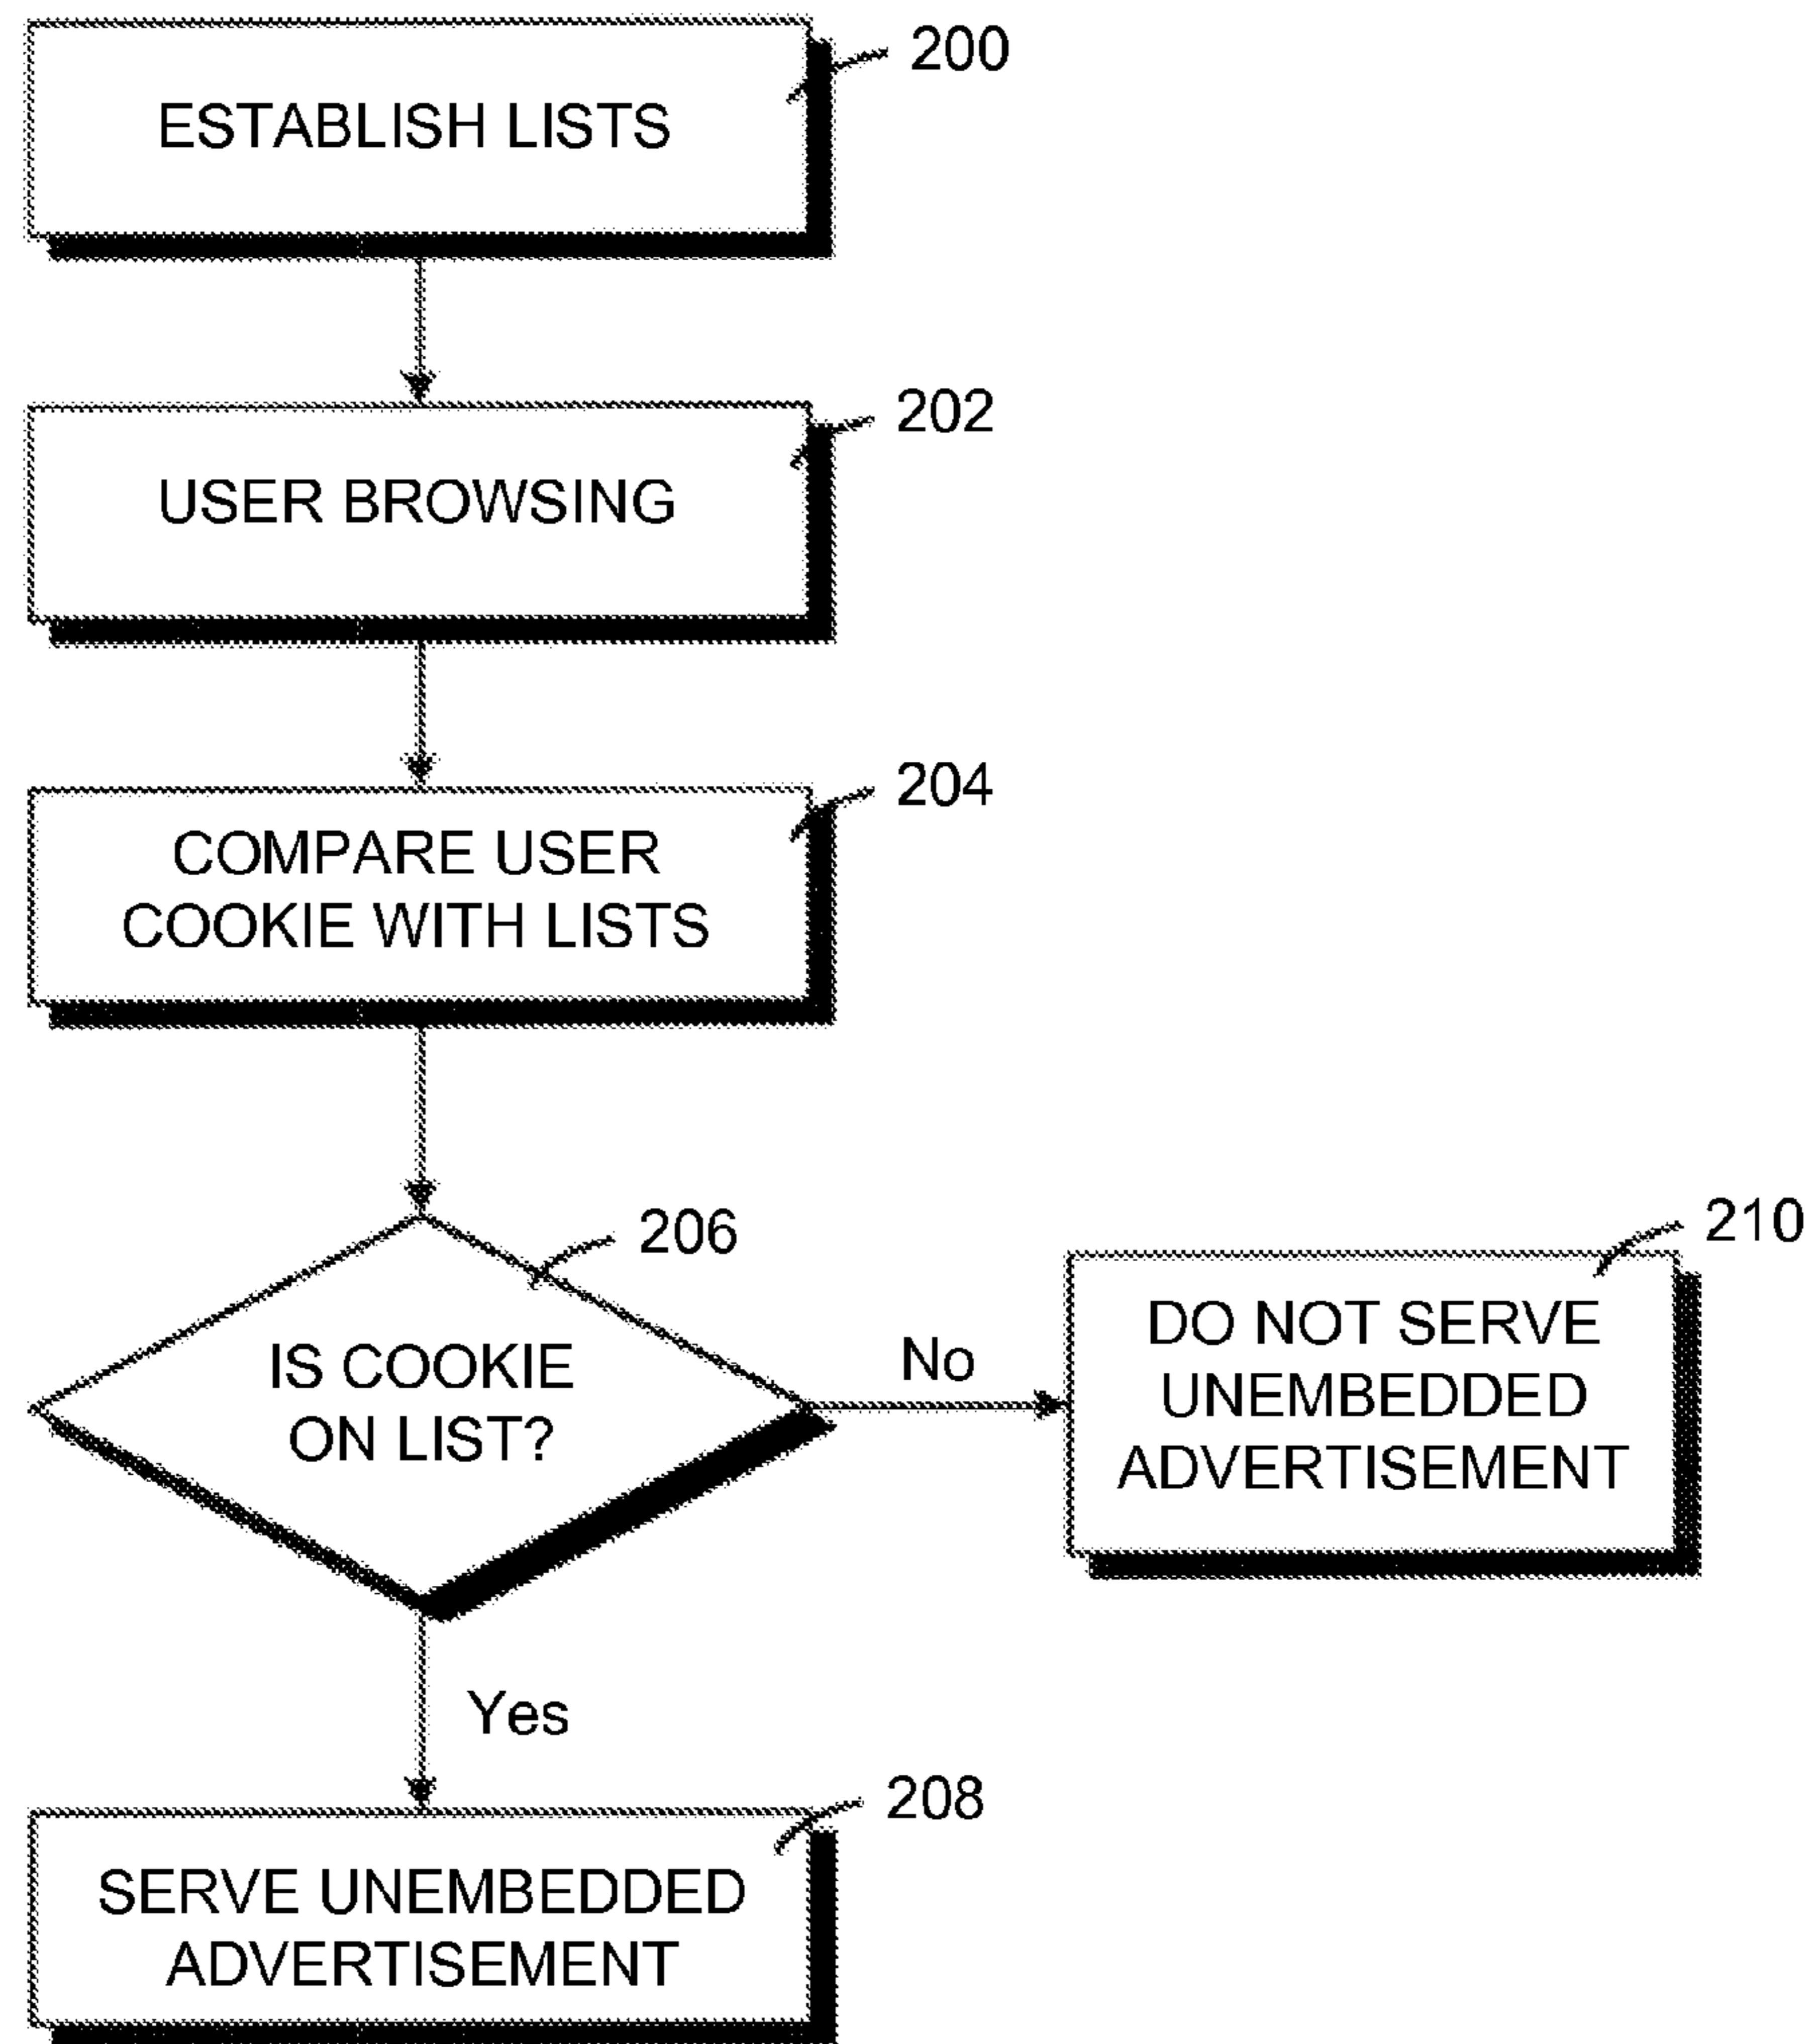 200
ESTABLISH LISTS
202
USER BROWSING
204
COMPARE USER
COOKIE WITH LISTS
206
IS COOKIE
ON LIST?
No
210
DO NOT SERVE
UNEMBEDDED
ADVERTISEMENT
Yes
208
SERVE UNEMBEDDED
ADVERTISEMENT